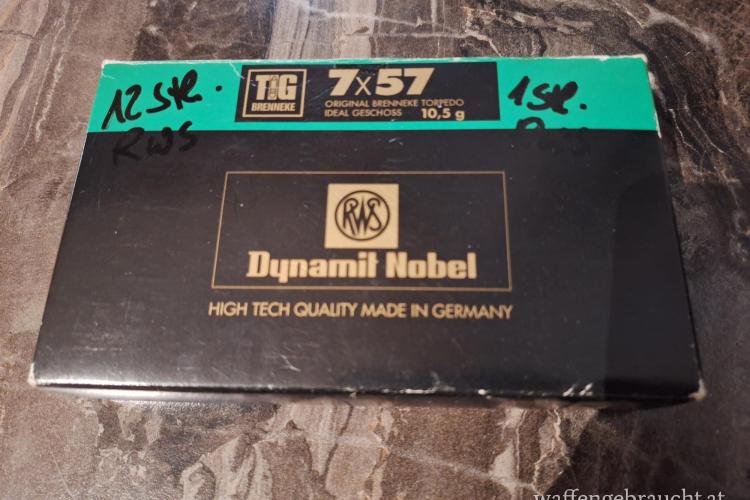 12 Stk.
RWS
TIG
BRENNEKE
7x57
ORIGINAL BRENNEKE TORPEDO
IDEAL GESCHOSS 10,5 g
1 Stk.
RWS
RWS
Dynamit Nobel
HIGH TECH QUALITY MADE IN GERMANY
waffengebraucht.at